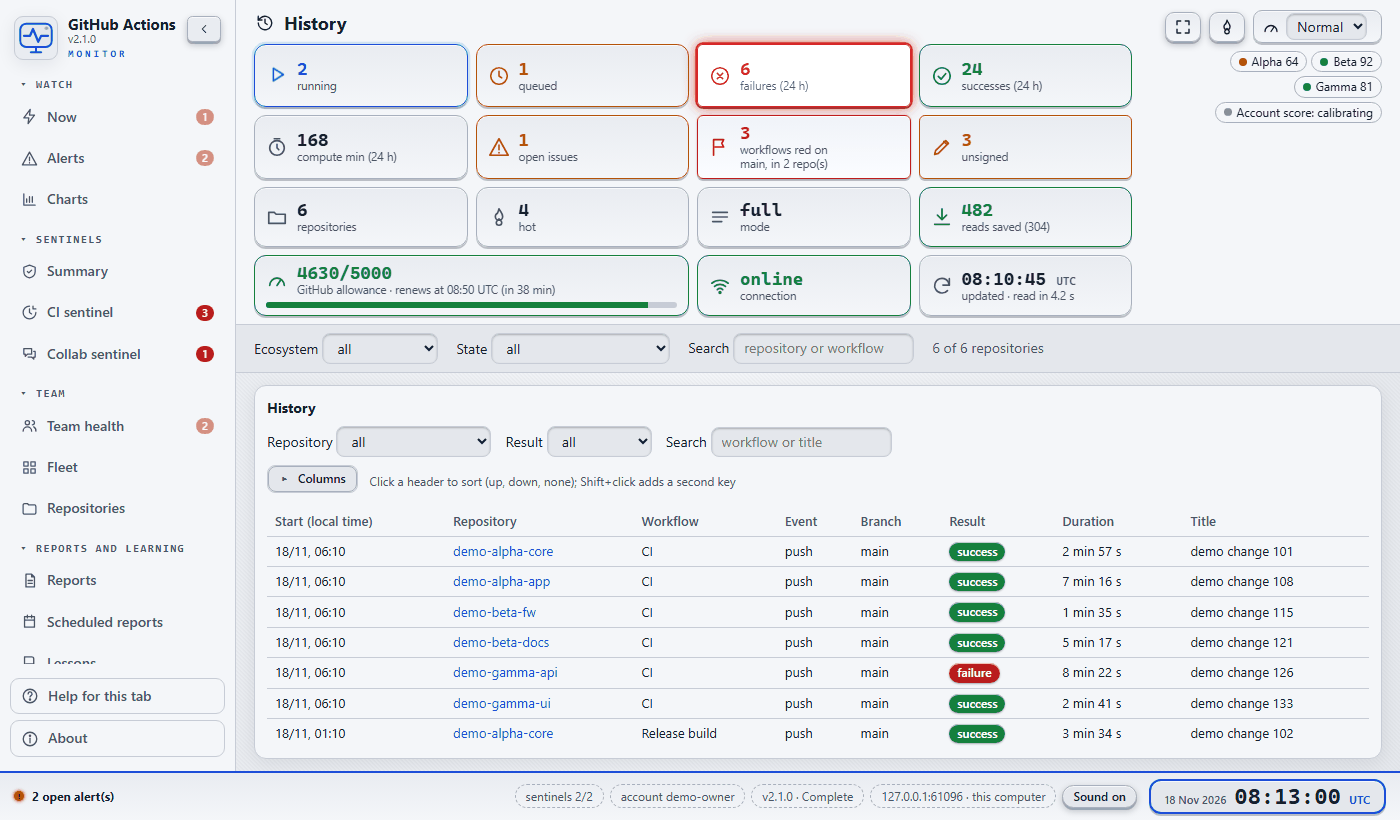 GitHub Actions
v2.1.0
MONITOR
WATCH
Now 1
Alerts 2
Charts
SENTINELS
Summary
CI sentinel 3
Collab sentinel 1
TEAM
Team health 2
Fleet
Repositories
REPORTS AND LEARNING
Reports
Scheduled reports
Lessons
Help for this tab
About
History
Normal
Alpha 64 Beta 92
Gamma 81
Account score: calibrating
2
running
1
queued
6
failures (24 h)
24
successes (24 h)
168
compute min (24 h)
1
open issues
3
workflows red on
main, in 2 repo(s)
3
unsigned
6
repositories
4
hot
full
mode
482
reads saved (304)
4630/5000
GitHub allowance · renews at 08:50 UTC (in 38 min)
online
connection
08:10:45 UTC
updated · read in 4.2 s
Ecosystem all State all Search repository or workflow 6 of 6 repositories
History
Repository all Result all Search workflow or title
Columns Click a header to sort (up, down, none); Shift+click adds a second key
Start (local time) Repository Workflow Event Branch Result Duration Title
18/11, 06:10 demo-alpha-core CI push main success 2 min 57 s demo change 101
18/11, 06:10 demo-alpha-app CI push main success 7 min 16 s demo change 108
18/11, 06:10 demo-beta-fw CI push main success 1 min 35 s demo change 115
18/11, 06:10 demo-beta-docs CI push main success 5 min 17 s demo change 121
18/11, 06:10 demo-gamma-api CI push main failure 8 min 22 s demo change 126
18/11, 06:10 demo-gamma-ui CI push main success 2 min 41 s demo change 133
18/11, 01:10 demo-alpha-core Release build push main success 3 min 34 s demo change 102
2 open alert(s)
sentinels 2/2 account demo-owner v2.1.0 · Complete 127.0.0.1:61096 · this computer Sound on 18 Nov 2026 08:13:00 UTC